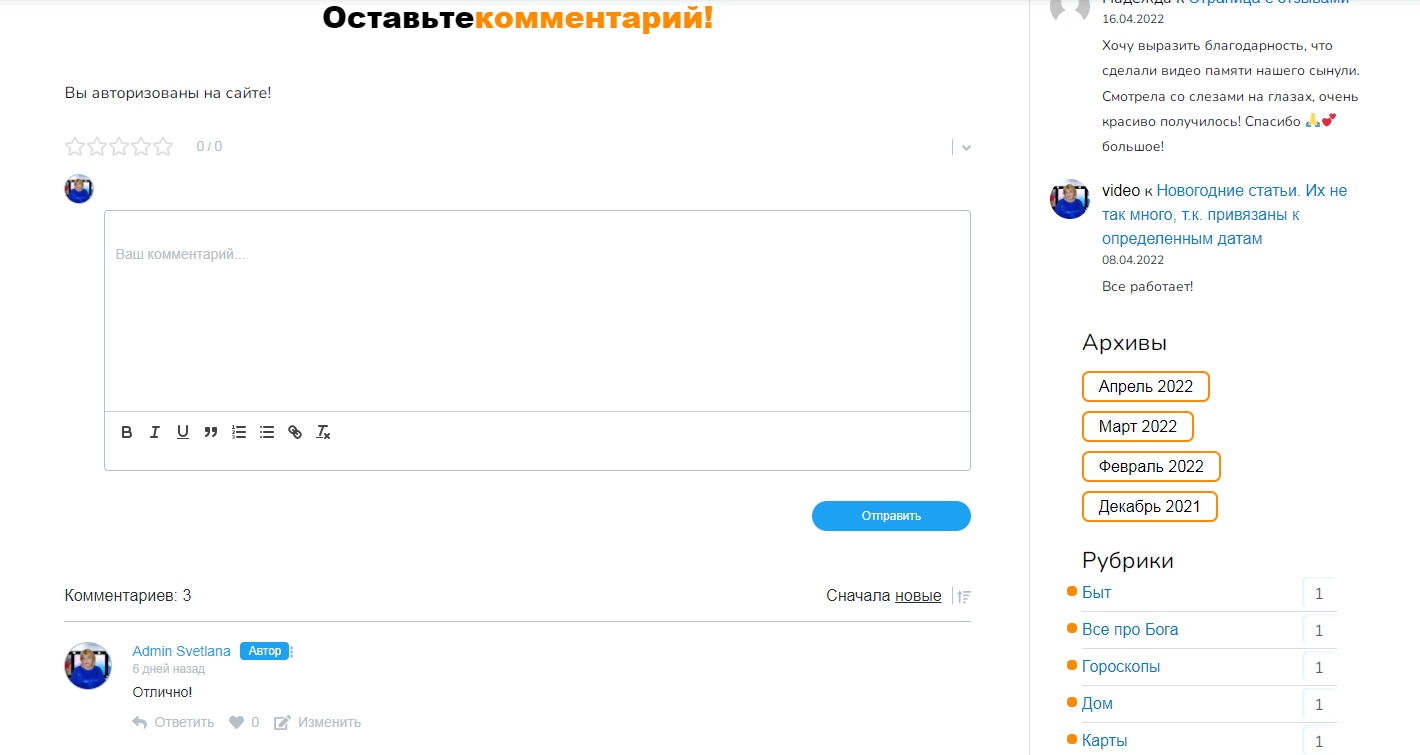 Оставьтекомментарий!
Вы авторизованы на сайте!
0 / 0
Ваш комментарий...
Отправить
Комментариев: 3
Сначала новые
Admin Svetlana Автор
6 дней назад
Отлично!
Ответить 0 Изменить
Надежда к Страница с отзывами
16.04.2022
Хочу выразить благодарность, что
сделали видео памяти нашего сынули.
Смотрела со слезами на глазах, очень
красиво получилось! Спасибо 🙏💕
большое!
video к Новогодние статьи. Их не
так много, т.к. привязаны к
определенным датам
08.04.2022
Все работает!
Архивы
Апрель 2022
Март 2022
Февраль 2022
Декабрь 2021
Рубрики
Быт 1
Все про Бога 1
Гороскопы 1
Дом 1
Карты 1